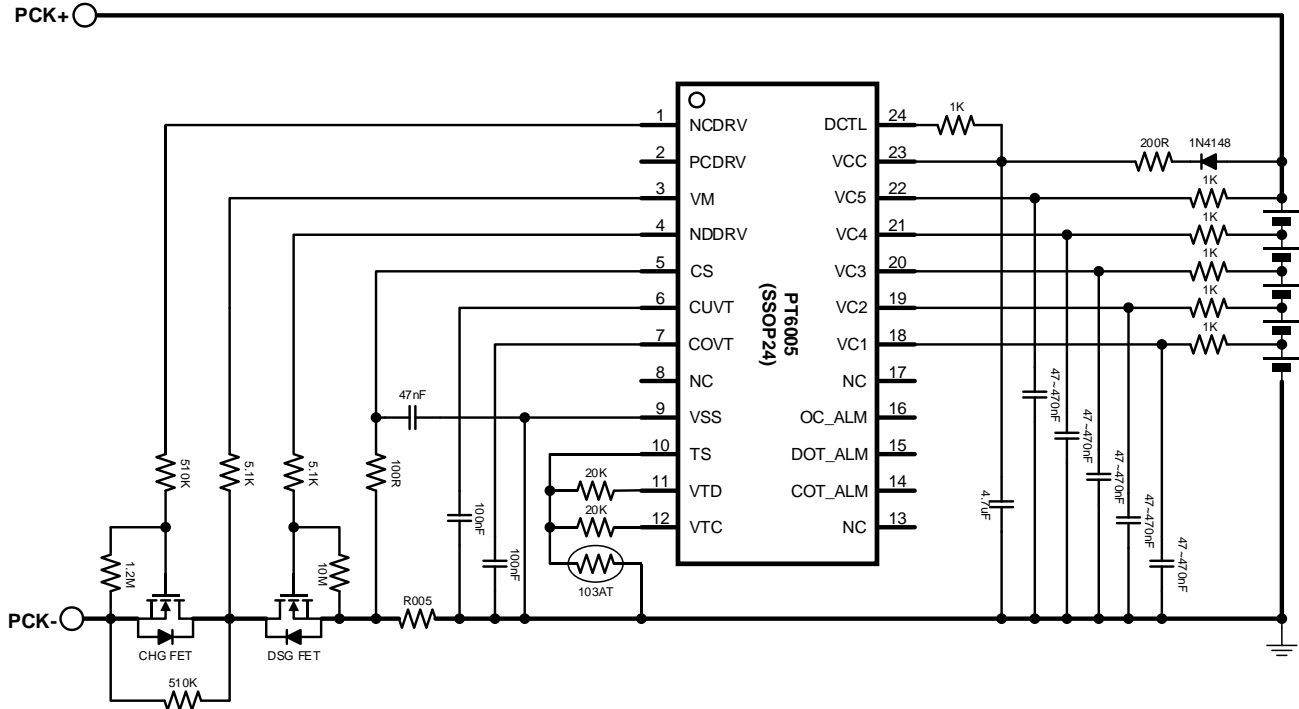 PCK+
1 NCDRV DCTL 24 1K
2 PCDRV VCC 23 200R 1N4148
3 VM VC5 22 1K
4 NDDRV VC4 21 1K
5 CS VC3 20 1K
6 CUVT VC2 19 1K
7 COVT VC1 18 1K
8 NC NC 17
47nF 9 VSS OC_ALM 16
10 TS DOT_ALM 15
20K 11 VTD COT_ALM 14
20K 12 VTC NC 13
103AT
PT6005
(SSOP24)
510K
5.1K
5.1K
100R
100nF
100nF
4.7uF
47~470nF
47~470nF
47~470nF
47~470nF
47~470nF
1.2M
10M
PCK-
R005
CHG FET
DSG FET
510K